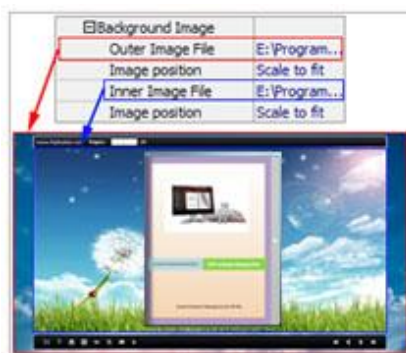 Background Image
Outer Image File E:\Program...
Image position Scale to fit
Inner Image File E:\Program...
Image position Scale to fit